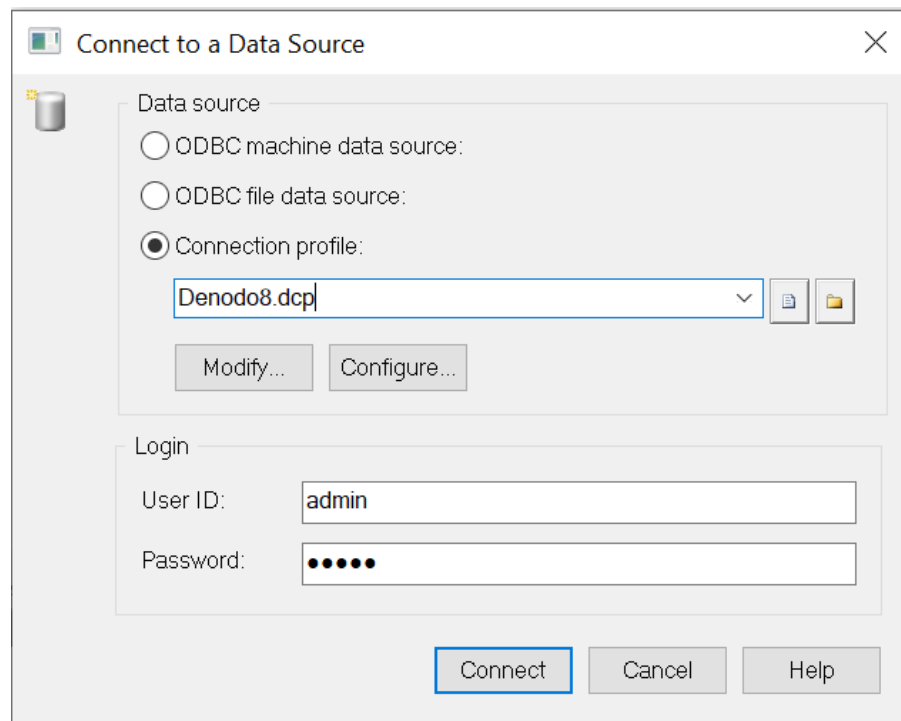 Connect to a Data Source
Data source
ODBC machine data source:
ODBC file data source:
Connection profile:
Denodo8.dcp
Modify... Configure...
Login
User ID: admin
Password: •••••
Connect Cancel Help